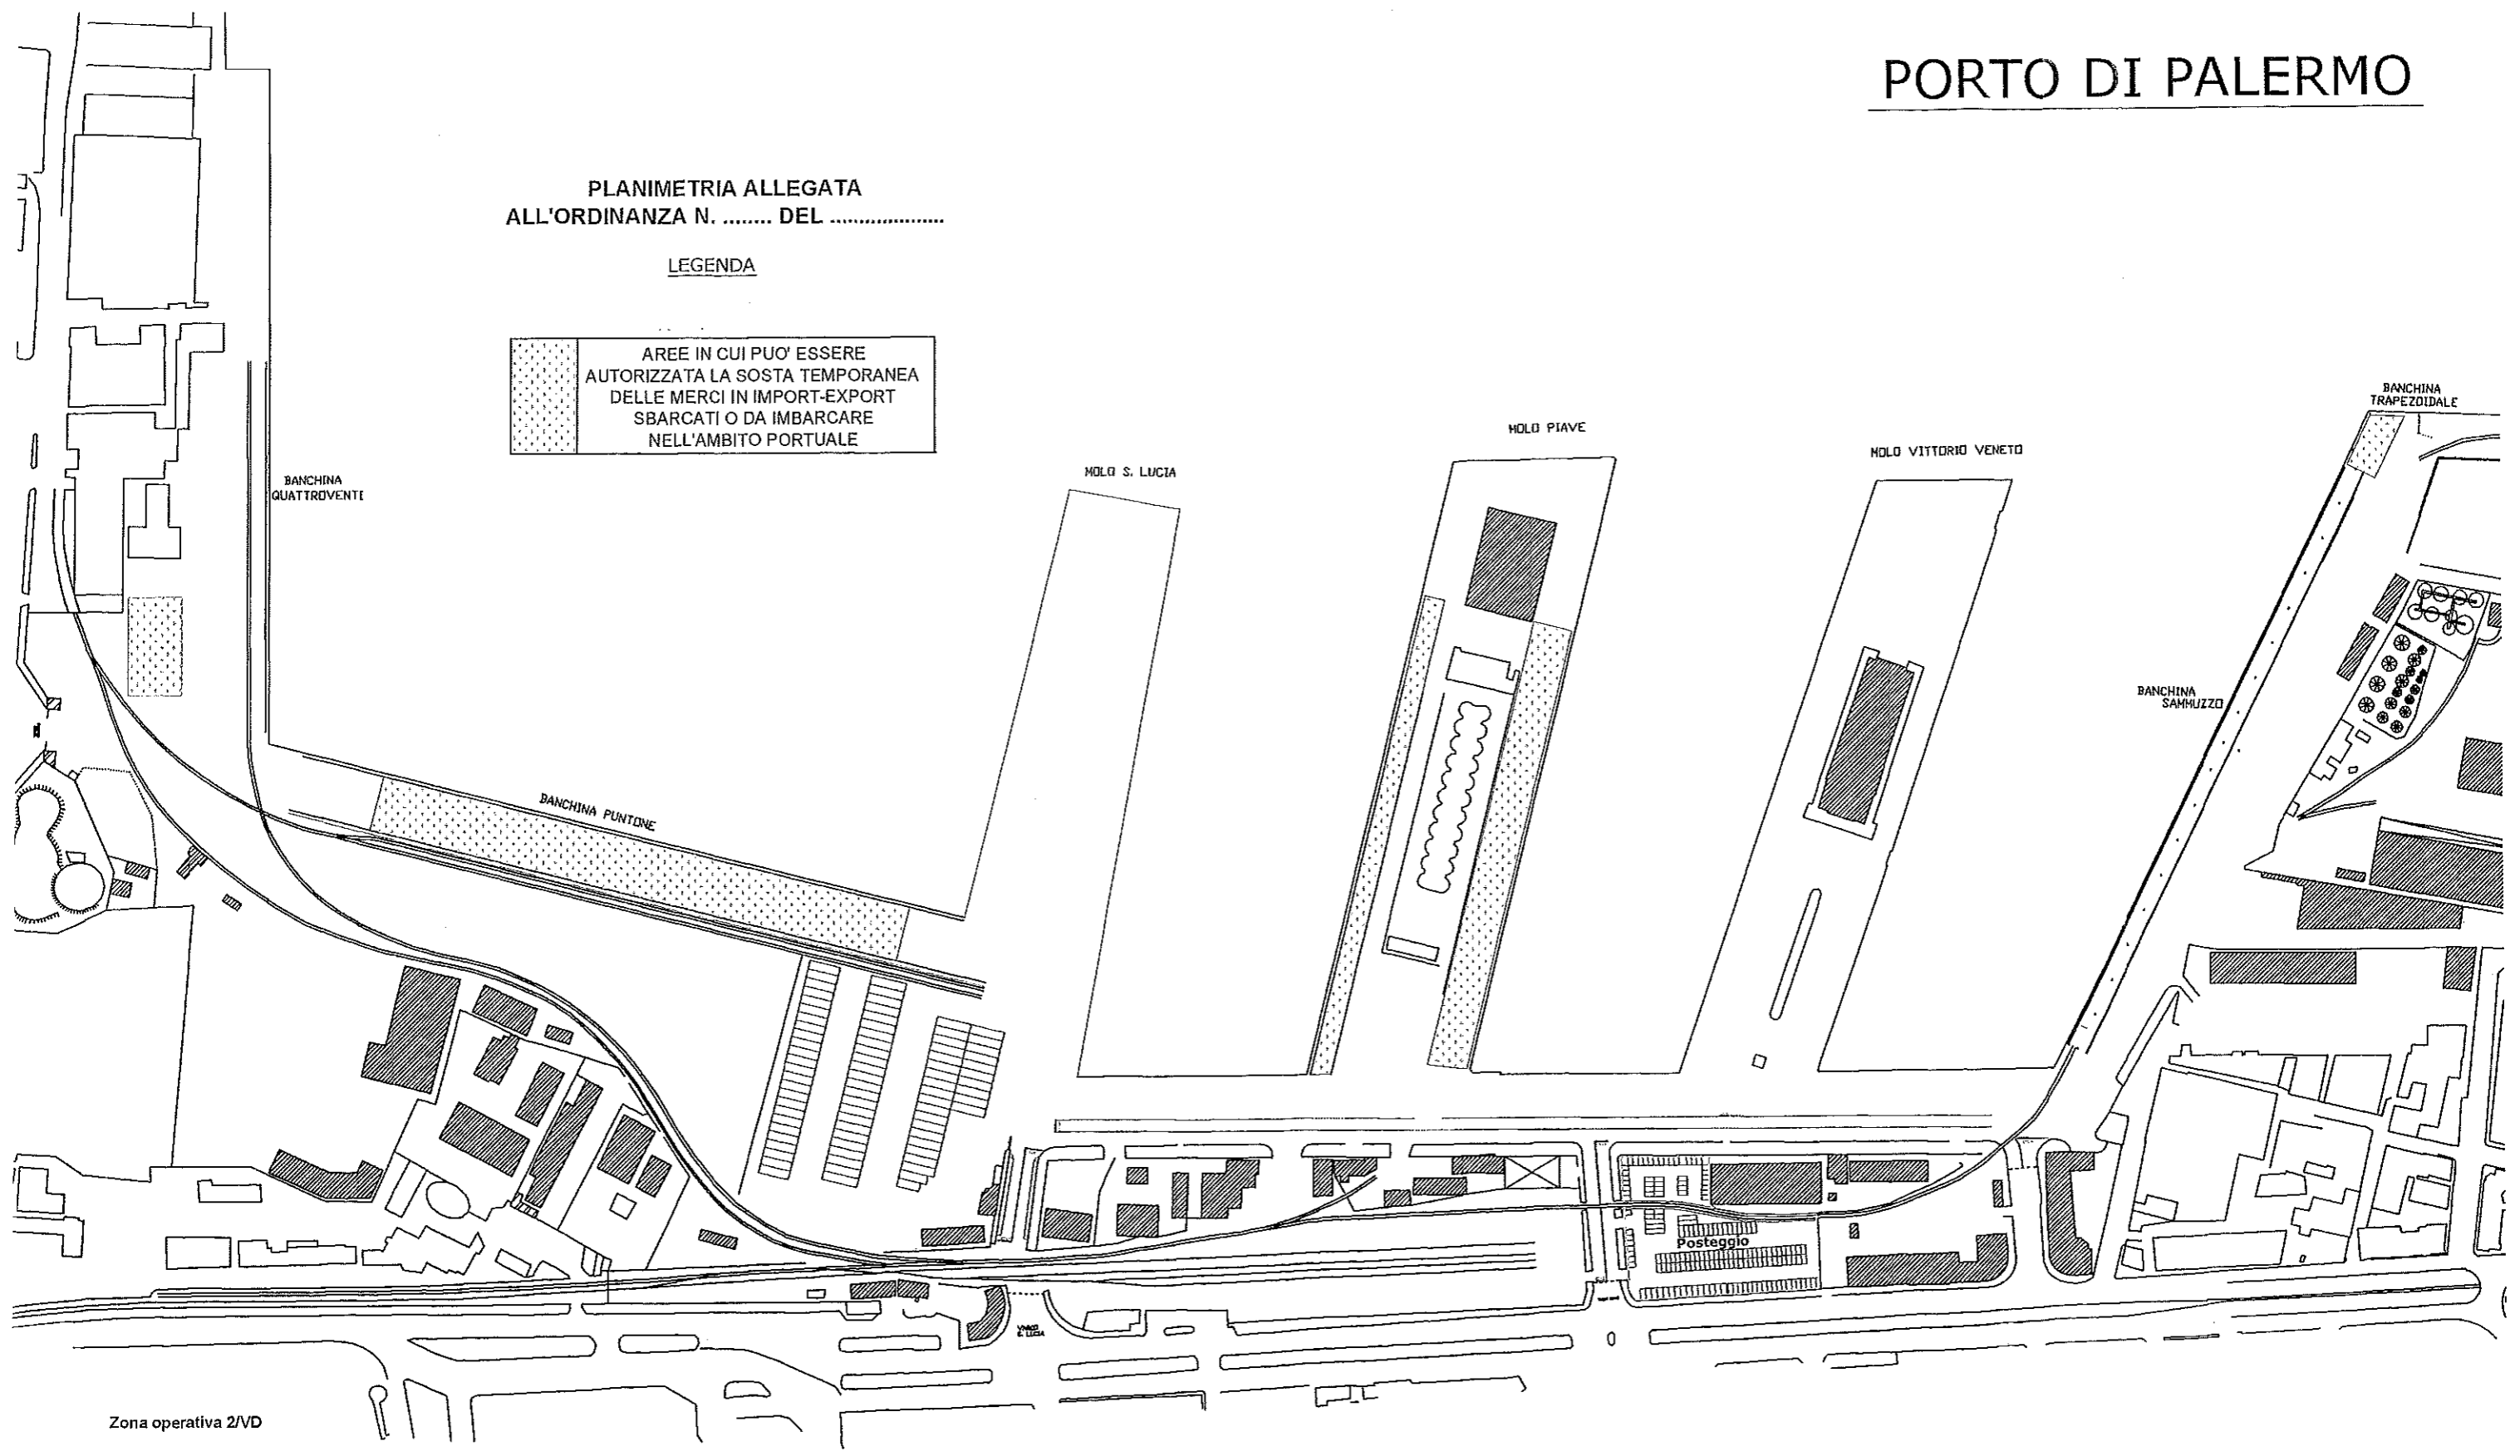 PORTO DI PALERMO
PLANIMETRIA ALLEGATA
ALL'ORDINANZA N. ........ DEL ...................
LEGENDA
AREE IN CUI PUO' ESSERE
AUTORIZZATA LA SOSTA TEMPORANEA
DELLE MERCI IN IMPORT-EXPORT
SBARCATI O DA IMBARCARE
NELL'AMBITO PORTUALE
BANCHINA
TRAPEZOIDALE
MOLO PIAVE
MOLO VITTORIO VENETO
MOLO S. LUCIA
BANCHINA
QUATTROVENTI
BANCHINA
SAMMUZZO
BANCHINA PUNTONE
Posteggio
VARCO
S. LUCIA
Zona operativa 2/VD